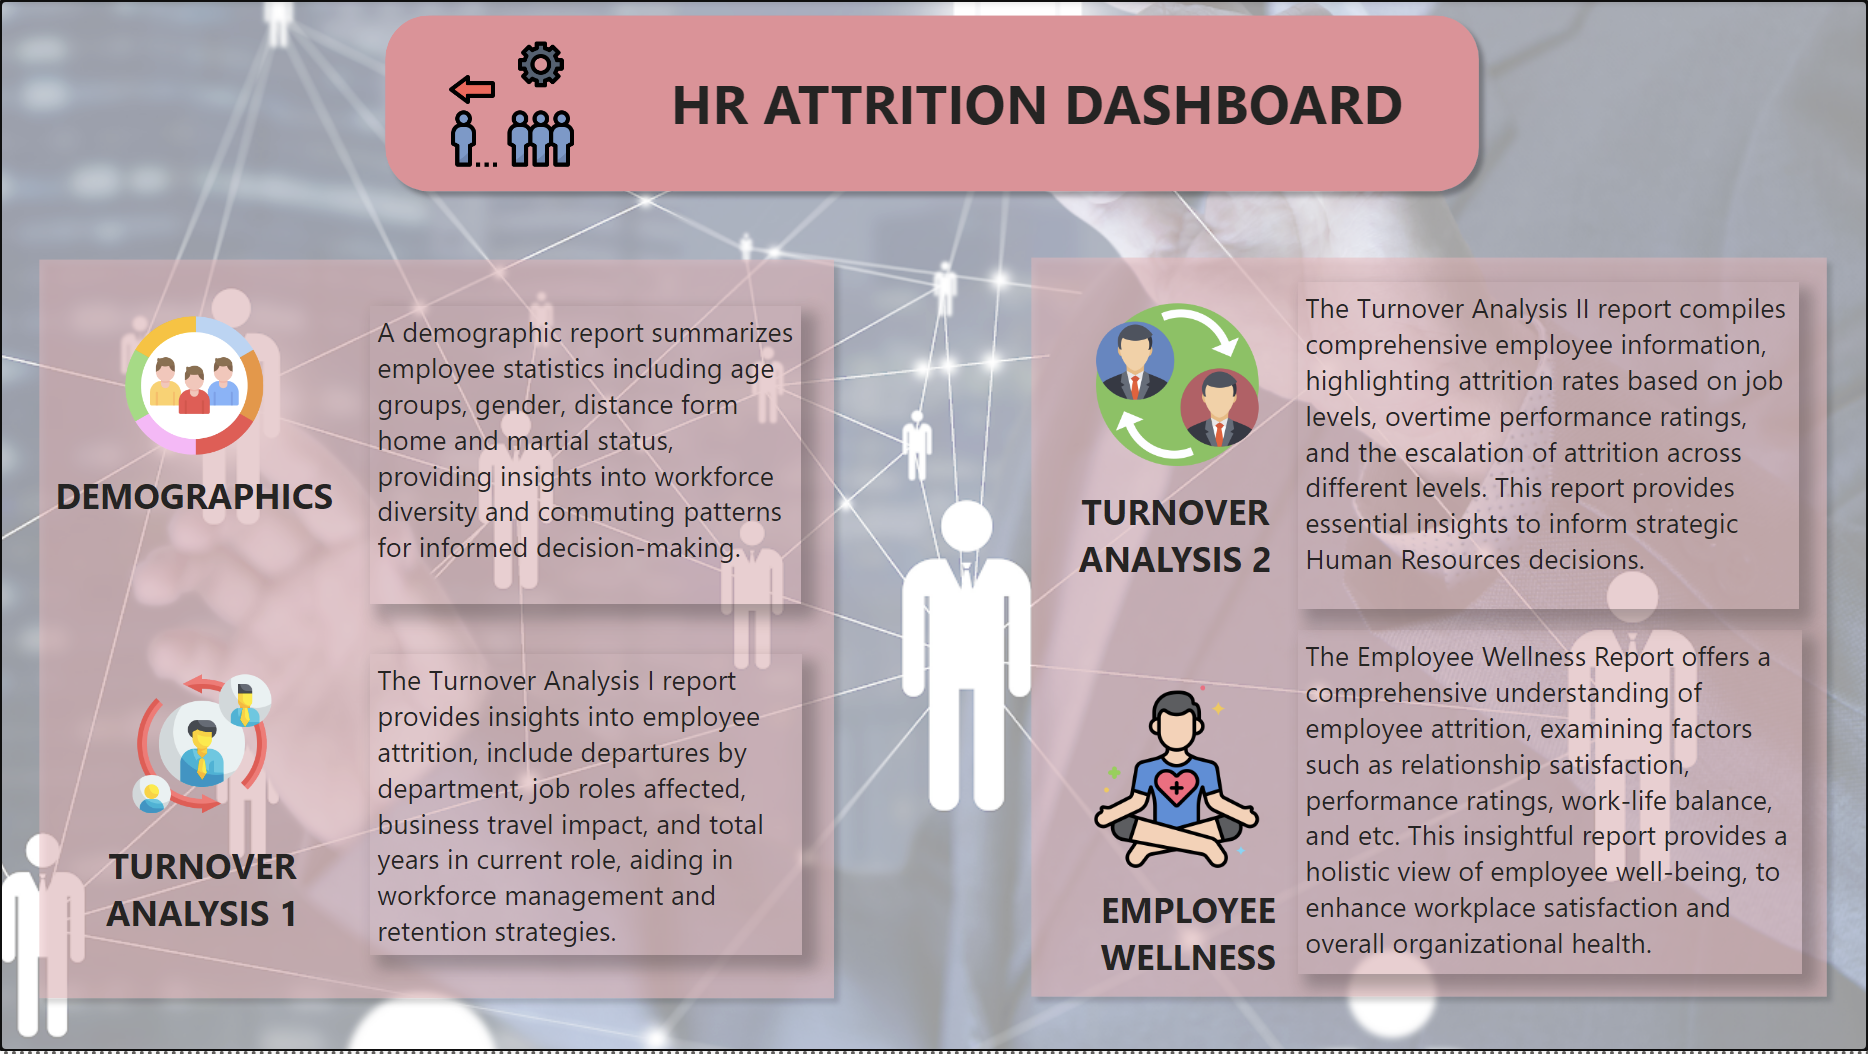 HR ATTRITION DASHBOARD
DEMOGRAPHICS
A demographic report summarizes
employee statistics including age
groups, gender, distance form
home and martial status,
providing insights into workforce
diversity and commuting patterns
for informed decision-making.
TURNOVER
ANALYSIS 1
The Turnover Analysis I report
provides insights into employee
attrition, include departures by
department, job roles affected,
business travel impact, and total
years in current role, aiding in
workforce management and
retention strategies.
TURNOVER
ANALYSIS 2
The Turnover Analysis II report compiles
comprehensive employee information,
highlighting attrition rates based on job
levels, overtime performance ratings,
and the escalation of attrition across
different levels. This report provides
essential insights to inform strategic
Human Resources decisions.
EMPLOYEE
WELLNESS
The Employee Wellness Report offers a
comprehensive understanding of
employee attrition, examining factors
such as relationship satisfaction,
performance ratings, work-life balance,
and etc. This insightful report provides a
holistic view of employee well-being, to
enhance workplace satisfaction and
overall organizational health.